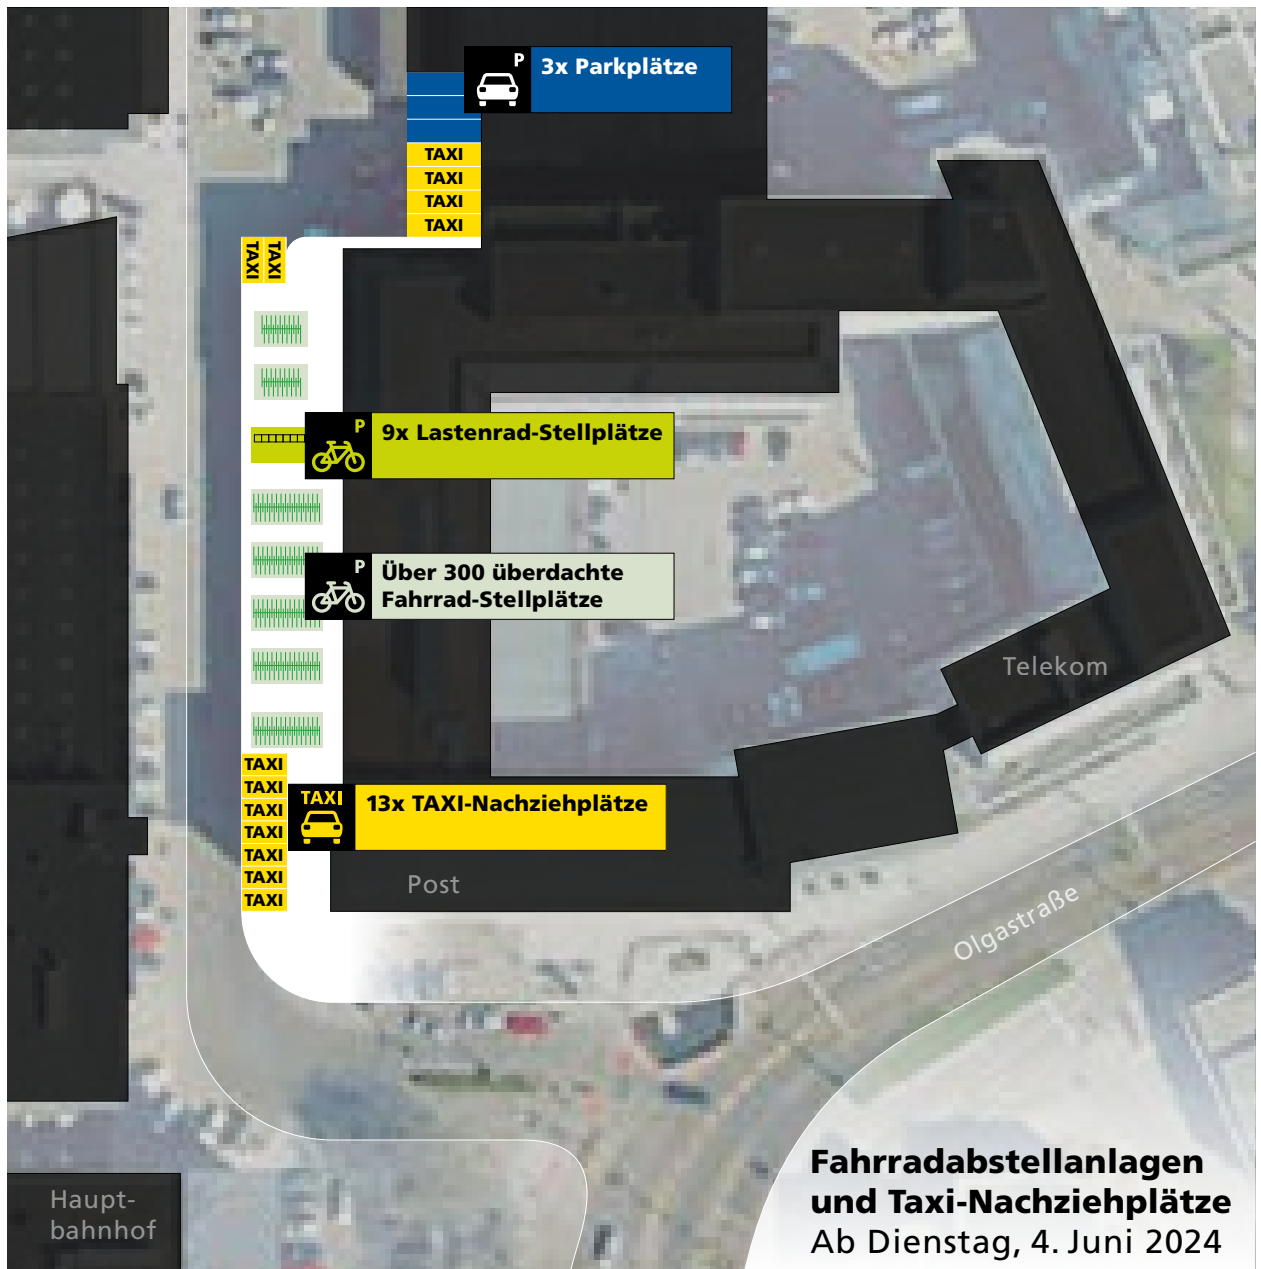 P
3x Parkplätze
TAXI
TAXI
TAXI
TAXI
TAXI
TAXI
P
9x Lastenrad-Stellplätze
P
Über 300 überdachte
Fahrrad-Stellplätze
Telekom
TAXI
TAXI
TAXI
TAXI
TAXI
TAXI
TAXI
TAXI
13x TAXI-Nachziehplätze
Post
Olgastraße
Haupt-
bahnhof
Fahrradabstellanlagen
und Taxi-Nachziehplätze
Ab Dienstag, 4. Juni 2024